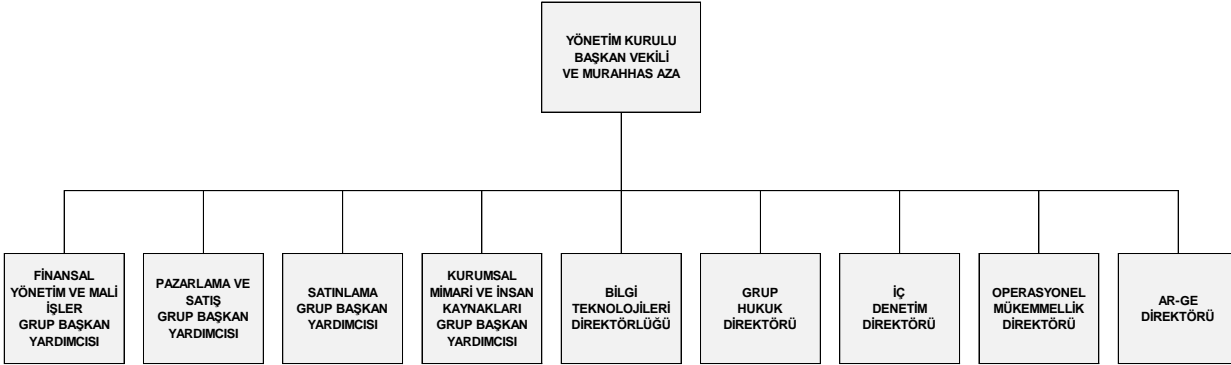 YÖNETİM KURULU
BAŞKAN VEKİLİ
VE MURAHHAS AZA
FİNANSAL
YÖNETİM VE MALİ
İŞLER
GRUP BAŞKAN
YARDIMCISI
PAZARLAMA VE
SATIŞ
GRUP BAŞKAN
YARDIMCISI
SATINLAMA
GRUP BAŞKAN
YARDIMCISI
KURUMSAL
MİMARİ VE İNSAN
KAYNAKLARI
GRUP BAŞKAN
YARDIMCISI
BİLGİ
TEKNOLOJİLERİ
DİREKTÖRLÜĞÜ
GRUP
HUKUK
DİREKTÖRÜ
İÇ
DENETİM
DİREKTÖRÜ
OPERASYONEL
MÜKEMMELLİK
DİREKTÖRÜ
AR-GE
DİREKTÖRÜ